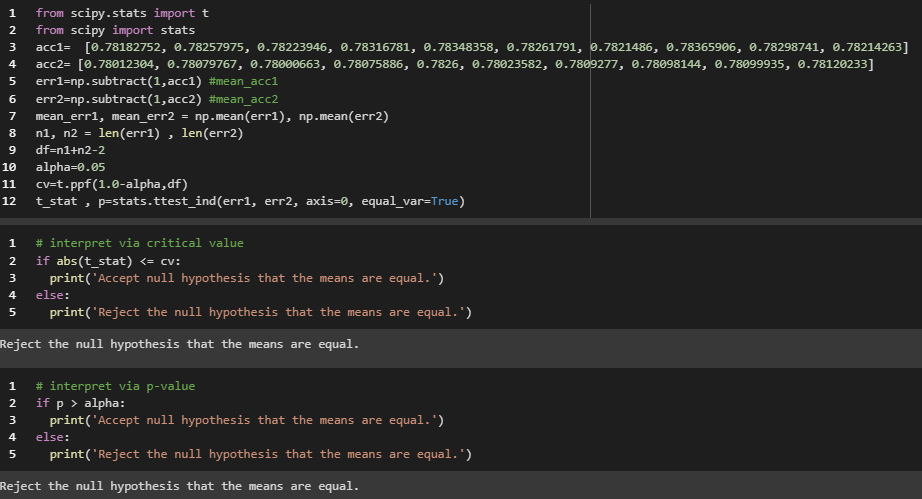 1 from scipy.stats import t
2 from scipy import stats
3 acc1=  [0.78182752, 0.78257975, 0.78223946, 0.78316781, 0.78348358, 0.78261791, 0.7821486, 0.78365906, 0.78298741, 0.78214263]
4 acc2= [0.78012304, 0.78079767, 0.78000663, 0.78075886, 0.7826, 0.78023582, 0.7809277, 0.78098144, 0.78099935, 0.78120233]
5 err1=np.subtract(1,acc1) #mean_acc1
6 err2=np.subtract(1,acc2) #mean_acc2
7 mean_err1, mean_err2 = np.mean(err1), np.mean(err2)
8 n1, n2 = len(err1) , len(err2)
9 df=n1+n2-2
10 alpha=0.05
11 cv=t.ppf(1.0-alpha,df)
12 t_stat , p=stats.ttest_ind(err1, err2, axis=0, equal_var=True)
1 # interpret via critical value
2 if abs(t_stat) <= cv:
3   print('Accept null hypothesis that the means are equal.')
4 else:
5   print('Reject the null hypothesis that the means are equal.')
Reject the null hypothesis that the means are equal.
1 # interpret via p-value
2 if p > alpha:
3   print('Accept null hypothesis that the means are equal.')
4 else:
5   print('Reject the null hypothesis that the means are equal.')
Reject the null hypothesis that the means are equal.